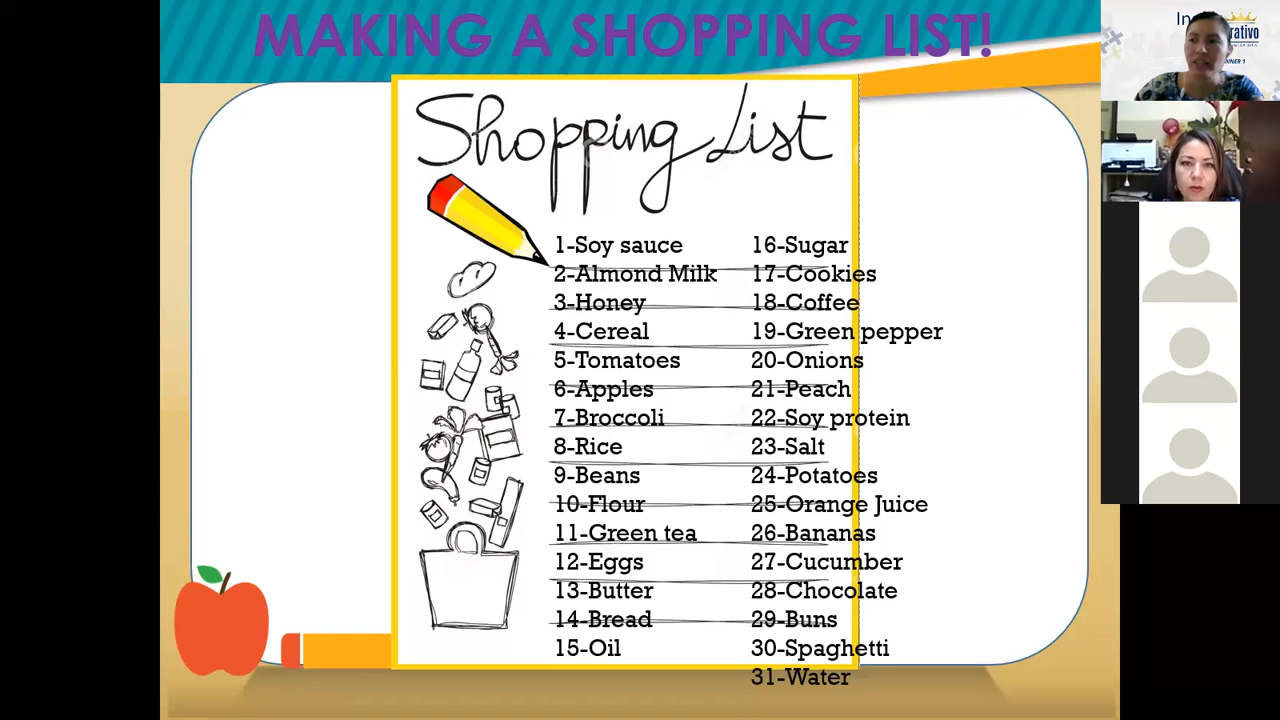 MAKING A SHOPPING LIST!
Shopping List
1-Soy sauce
2-Almond Milk
3-Honey
4-Cereal
5-Tomatoes
6-Apples
7-Broccoli
8-Rice
9-Beans
10-Flour
11-Green tea
12-Eggs
13-Butter
14-Bread
15-Oil
16-Sugar
17-Cookies
18-Coffee
19-Green pepper
20-Onions
21-Peach
22-Soy protein
23-Salt
24-Potatoes
25-Orange Juice
26-Bananas
27-Cucumber
28-Chocolate
29-Buns
30-Spaghetti
31-Water